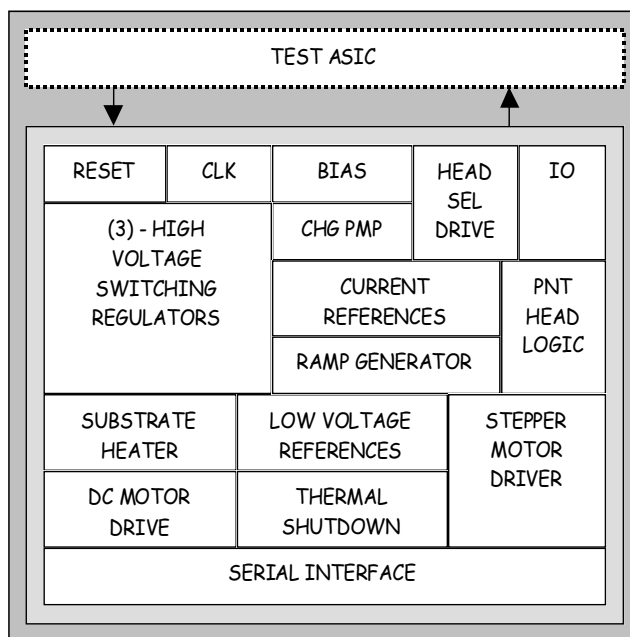 TEST ASIC
RESET
CLK
BIAS
HEAD
SEL
DRIVE
IO
(3) - HIGH
VOLTAGE
SWITCHING
REGULATORS
CHG PMP
CURRENT
REFERENCES
PNT
HEAD
LOGIC
RAMP GENERATOR
SUBSTRATE
HEATER
LOW VOLTAGE
REFERENCES
STEPPER
MOTOR
DRIVER
DC MOTOR
DRIVE
THERMAL
SHUTDOWN
SERIAL INTERFACE